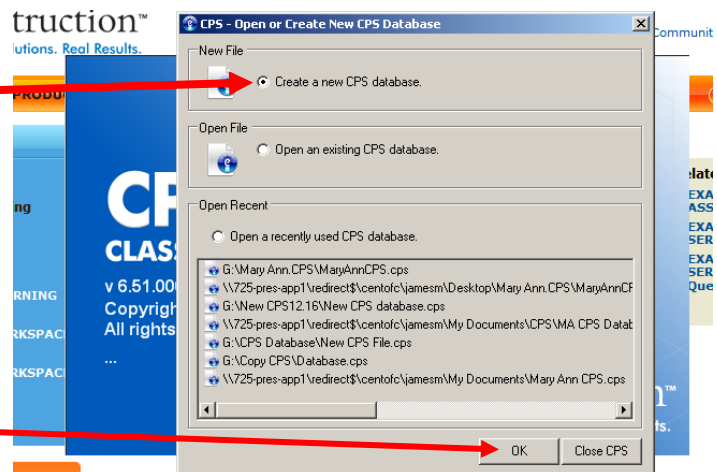 truction™
lutions. Real Results.
Communit
CPS - Open or Create New CPS Database
New File
Create a new CPS database.
PRODU
Open File
Open an existing CPS database.
elate
EXA
ASS
EXA
SER
EXA
SER
Que
ng
CP
CLASS
Open Recent
Open a recently used CPS database.
G:\Mary Ann.CPS\MaryAnnCPS.cps
\\725-pres-app1\redirect$\centofc\jamesm\Desktop\Mary Ann.CPS\MaryAnnCF
G:\New CPS12.16\New CPS database.cps
\\725-pres-app1\redirect$\centofc\jamesm\My Documents\CPS\MA CPS Datab
G:\CPS Database\New CPS File.cps
G:\Copy CPS\Database.cps
\\725-pres-app1\redirect$\centofc\jamesm\My Documents\Mary Ann CPS.cps
v 6.51.00
Copyrigh
All rights
...
RNING
RKSPAC
RKSPAC
n™
ts.
OK
Close CPS